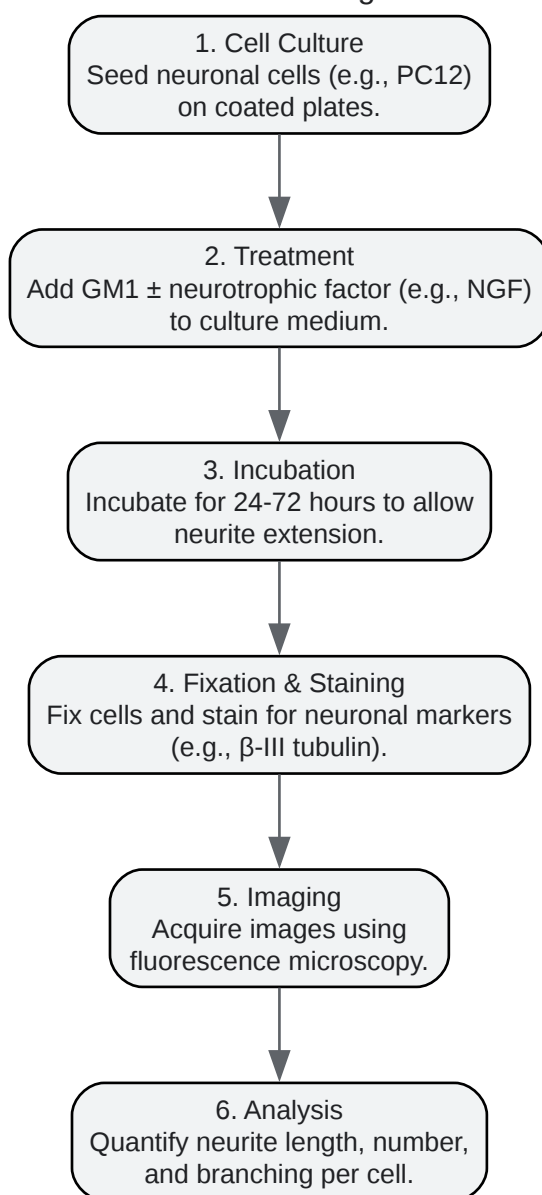 1. Cell Culture
Seed neuronal cells (e.g., PC12)
on coated plates.
2. Treatment
Add GM1 ± neurotrophic factor (e.g., NGF)
to culture medium.
3. Incubation
Incubate for 24-72 hours to allow
neurite extension.
4. Fixation & Staining
Fix cells and stain for neuronal markers
(e.g., β-III tubulin).
5. Imaging
Acquire images using
fluorescence microscopy.
6. Analysis
Quantify neurite length, number,
and branching per cell.